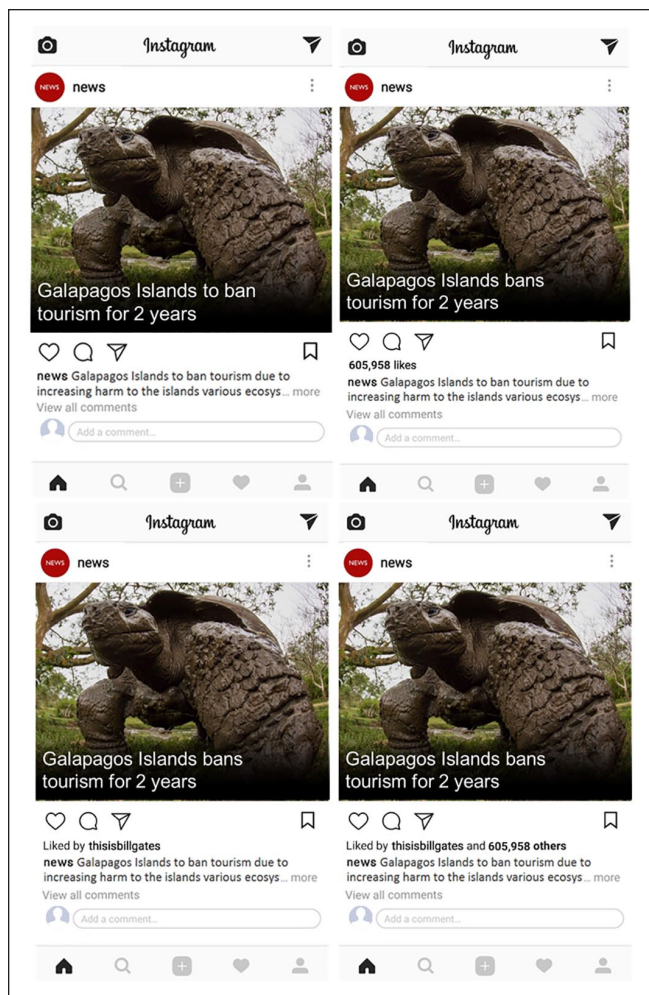 Instagram
NEWS news
Galapagos Islands to ban
tourism for 2 years
news Galapagos Islands to ban tourism due to
increasing harm to the islands various ecosys... more
View all comments
Add a comment...
Instagram
NEWS news
Galapagos Islands bans
tourism for 2 years
605,958 likes
news Galapagos Islands to ban tourism due to
increasing harm to the islands various ecosys... more
View all comments
Add a comment...
Instagram
NEWS news
Galapagos Islands bans
tourism for 2 years
Liked by thisisbillgates
news Galapagos Islands to ban tourism due to
increasing harm to the islands various ecosys... more
View all comments
Add a comment...
Instagram
NEWS news
Galapagos Islands bans
tourism for 2 years
Liked by thisisbillgates and 605,958 others
news Galapagos Islands to ban tourism due to
increasing harm to the islands various ecosys... more
View all comments
Add a comment...